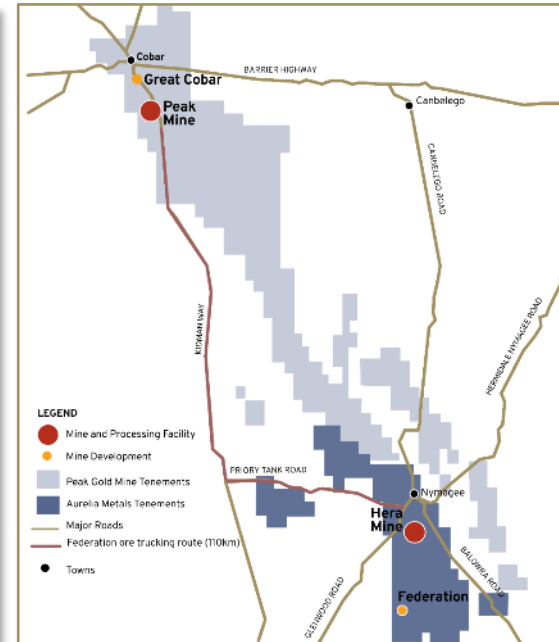 Cobar
Great Cobar
BARRIER HIGHWAY
Peak
Mine
Canbelego
CANBELEGO ROAD
KIDMAN WAY
HERMIDALE NYMAGEE ROAD
LEGEND
Mine and Processing Facility
Mine Development
Peak Gold Mine Tenements
Aurelia Metals Tenements
Major Roads
Federation ore trucking route (110km)
Towns
PRIORY TANK ROAD
Nymagee
Hera
Mine
BALOWRA ROAD
GLENWOOD ROAD
Federation